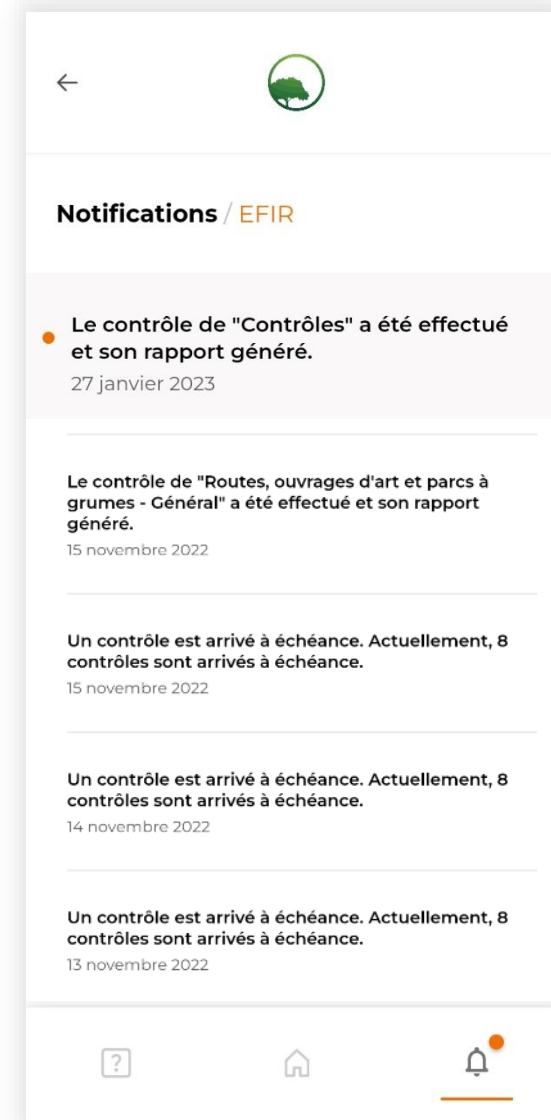 Notifications / EFIR
Le contrôle de "Contrôles" a été effectué
et son rapport généré.
27 janvier 2023
Le contrôle de "Routes, ouvrages d'art et parcs à
grumes - Général" a été effectué et son rapport
généré.
15 novembre 2022
Un contrôle est arrivé à échéance. Actuellement, 8
contrôles sont arrivés à échéance.
15 novembre 2022
Un contrôle est arrivé à échéance. Actuellement, 8
contrôles sont arrivés à échéance.
14 novembre 2022
Un contrôle est arrivé à échéance. Actuellement, 8
contrôles sont arrivés à échéance.
13 novembre 2022
?